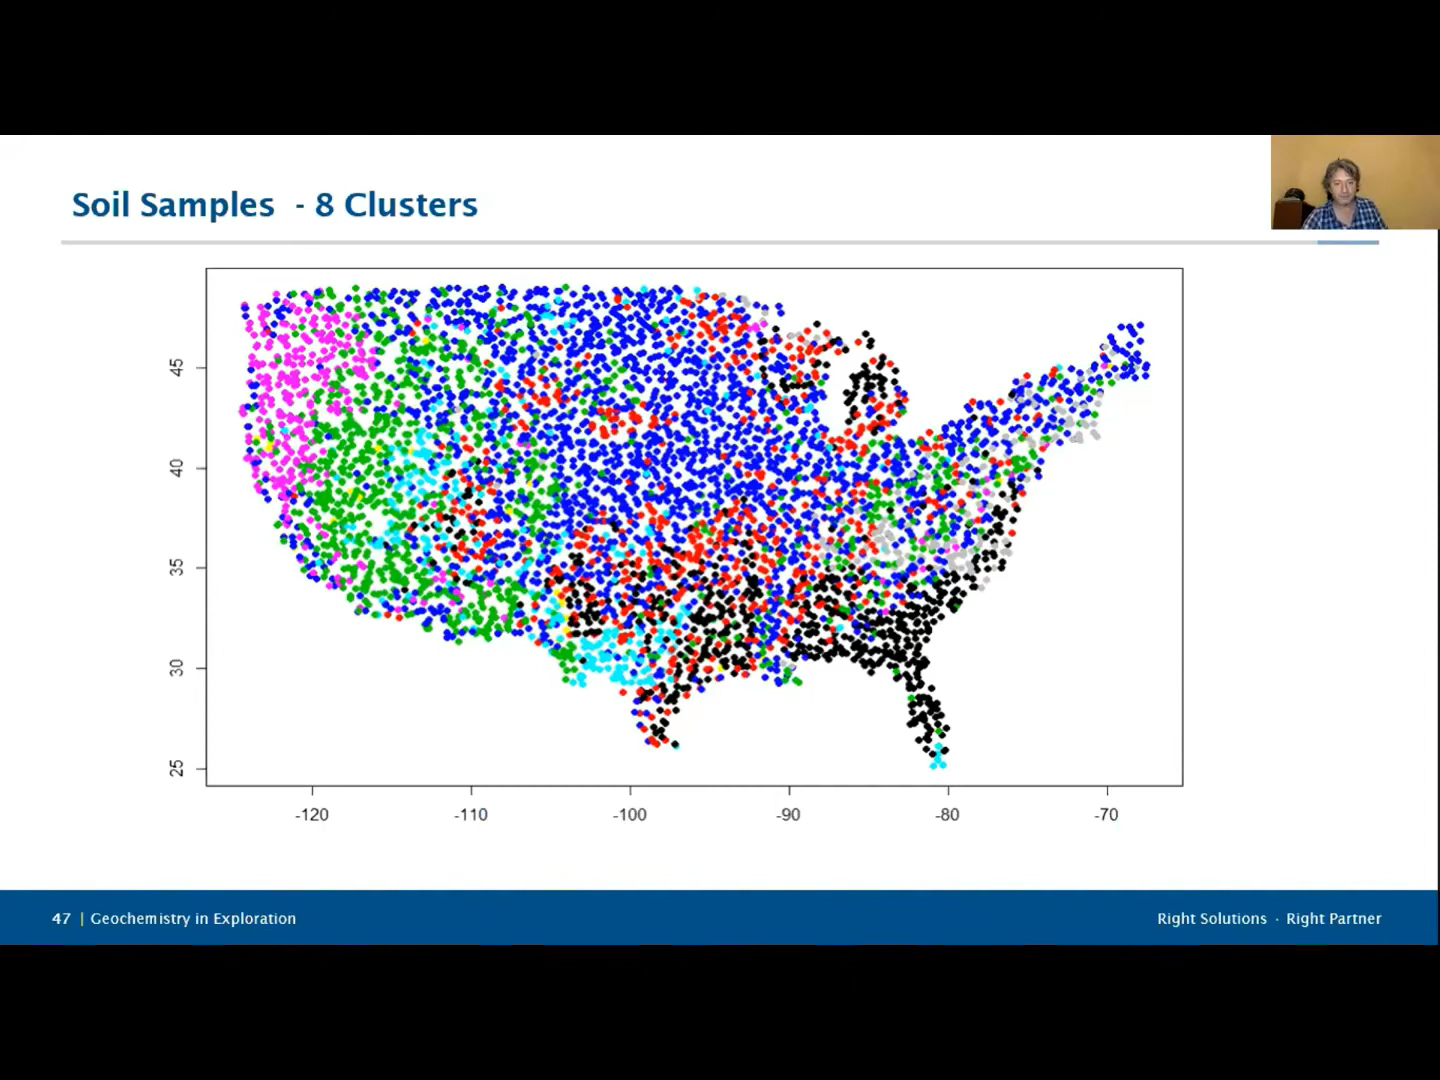 Soil Samples - 8 Clusters
45
40
35
30
25
-120 -110 -100 -90 -80 -70
47 | Geochemistry in Exploration
Right Solutions · Right Partner